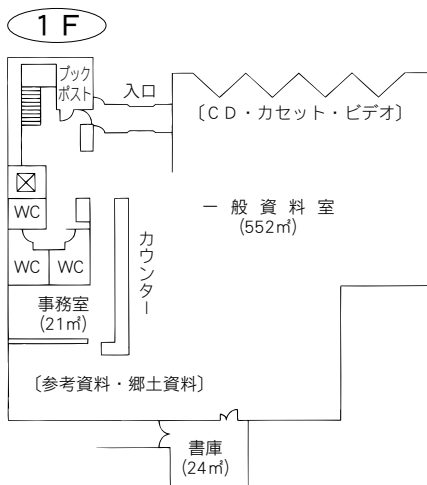 1F
ブック
ポスト
入口
〔CD・カセット・ビデオ〕
WC
一般資料室
(552㎡)
WC
WC
カウンター
事務室
(21㎡)
〔参考資料・郷土資料〕
書庫
(24㎡)